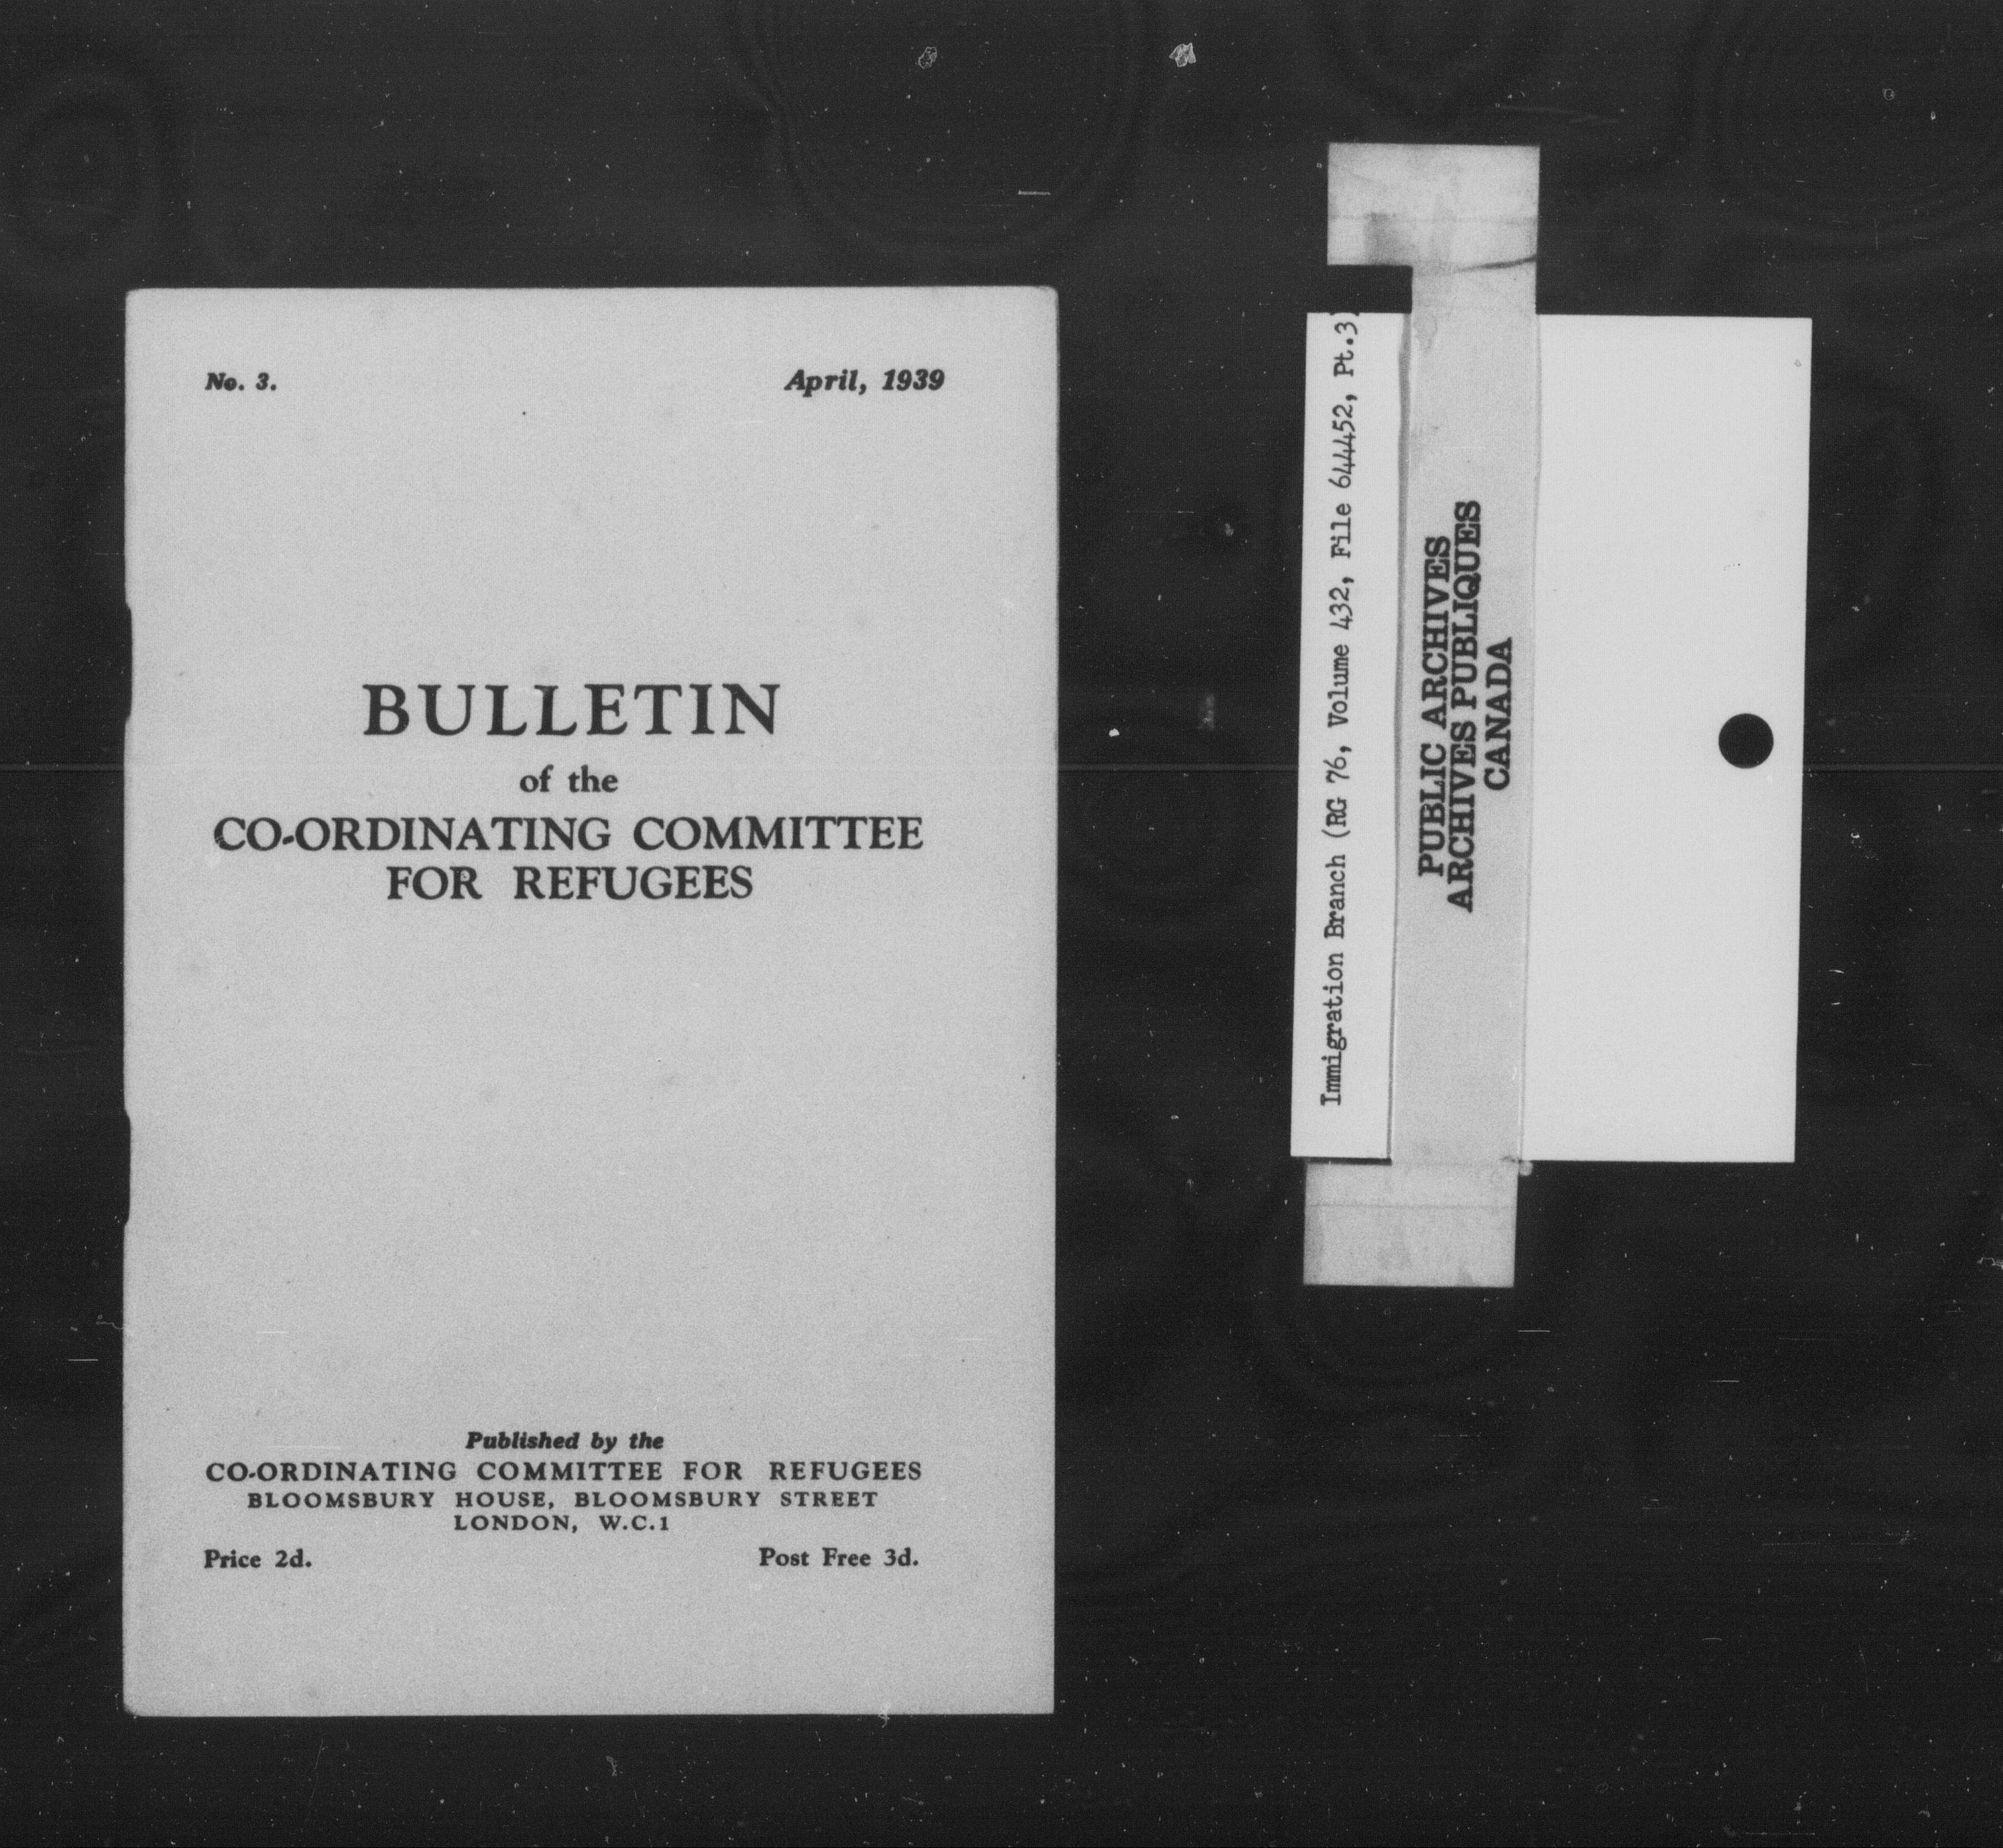 No. 3.
April, 1939
BULLETIN
of the
CO-ORDINATING COMMITTEE
FOR REFUGEES
Published by the
CO-ORDINATING COMMITTEE FOR REFUGEES
BLOOMSBURY HOUSE, BLOOMSBURY STREET
LONDON, W.C.1
Price 2d.
Post Free 3d.
Immigration Branch (RG 76, Volume 432, File 644452, Pt.3)
PUBLIC ARCHIVES
ARCHIVES PUBLIQUES
CANADA